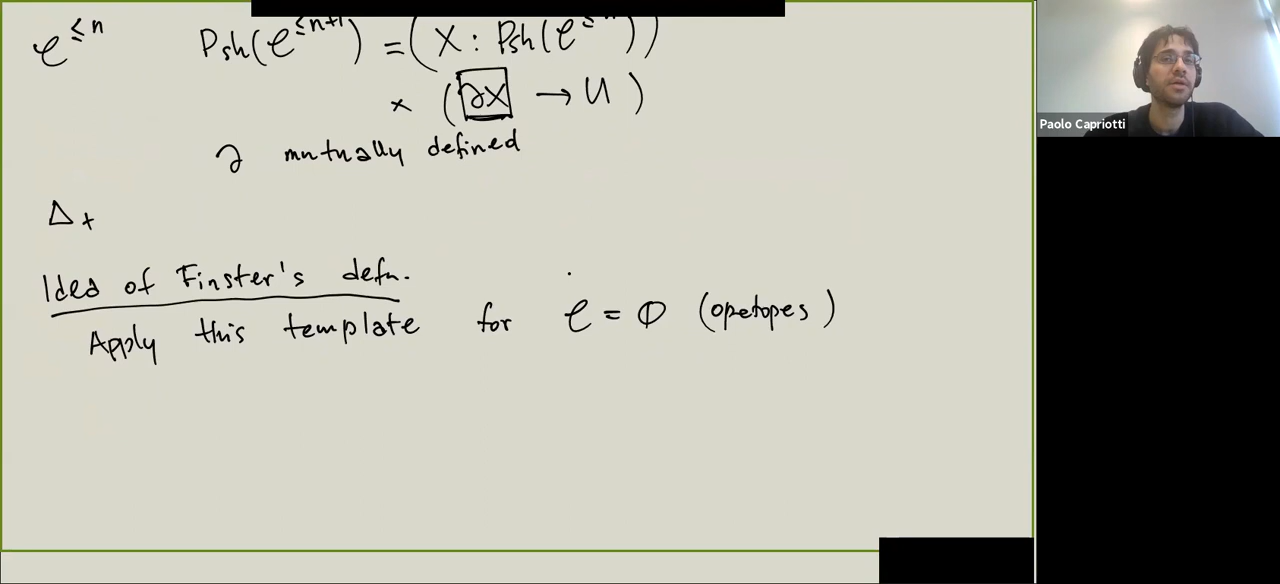 𝒞^{≤n} Psh(𝒞^{≤n+1}) = (X : Psh(𝒞^{≤n}))
× (∂X → U)
∂ mutually defined
Δ₊
Idea of Finster's defn.
Apply this template for 𝒞 = 𝕆 (opetopes)
Paolo Capriotti